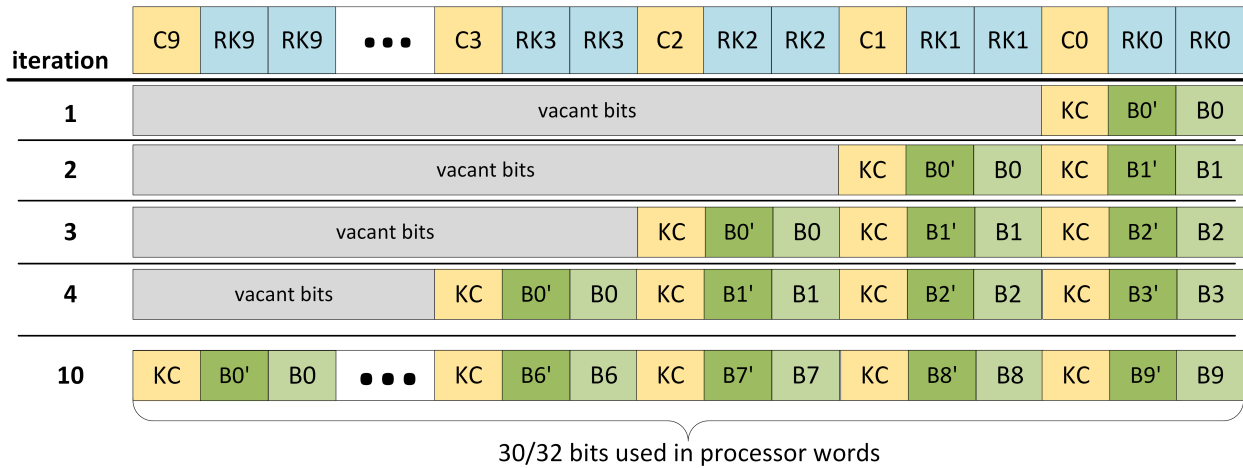 C9 RK9 RK9 ••• C3 RK3 RK3 C2 RK2 RK2 C1 RK1 RK1 C0 RK0 RK0
iteration
1 vacant bits KC B0' B0
2 vacant bits KC B0' B0 KC B1' B1
3 vacant bits KC B0' B0 KC B1' B1 KC B2' B2
4 vacant bits KC B0' B0 KC B1' B1 KC B2' B2 KC B3' B3
10 KC B0' B0 ••• KC B6' B6 KC B7' B7 KC B8' B8 KC B9' B9
30/32 bits used in processor words